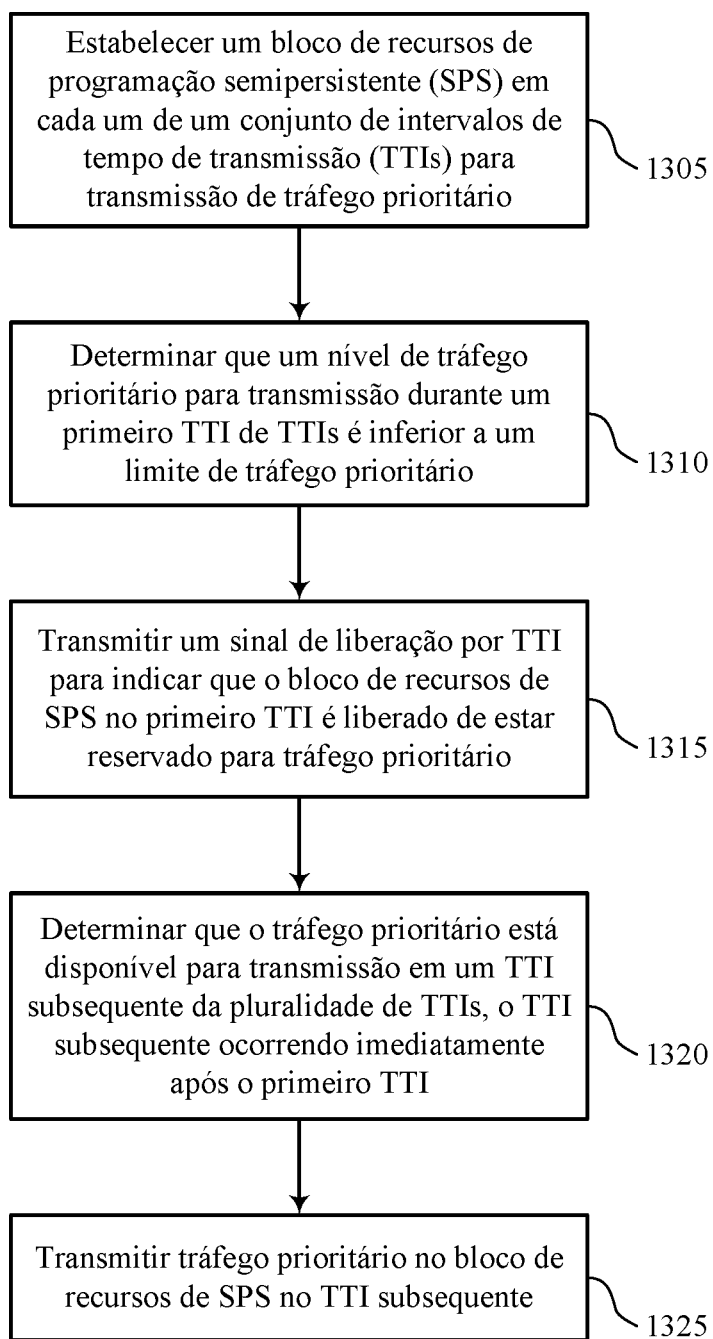 Estabelecer um bloco de recursos de
programação semipersistente (SPS) em
cada um de um conjunto de intervalos de
tempo de transmissão (TTIs) para
transmissão de tráfego prioritário
1305
Determinar que um nível de tráfego
prioritário para transmissão durante um
primeiro TTI de TTIs é inferior a um
limite de tráfego prioritário
1310
Transmitir um sinal de liberação por TTI
para indicar que o bloco de recursos de
SPS no primeiro TTI é liberado de estar
reservado para tráfego prioritário
1315
Determinar que o tráfego prioritário está
disponível para transmissão em um TTI
subsequente da pluralidade de TTIs, o TTI
subsequente ocorrendo imediatamente
após o primeiro TTI
1320
Transmitir tráfego prioritário no bloco de
recursos de SPS no TTI subsequente
1325